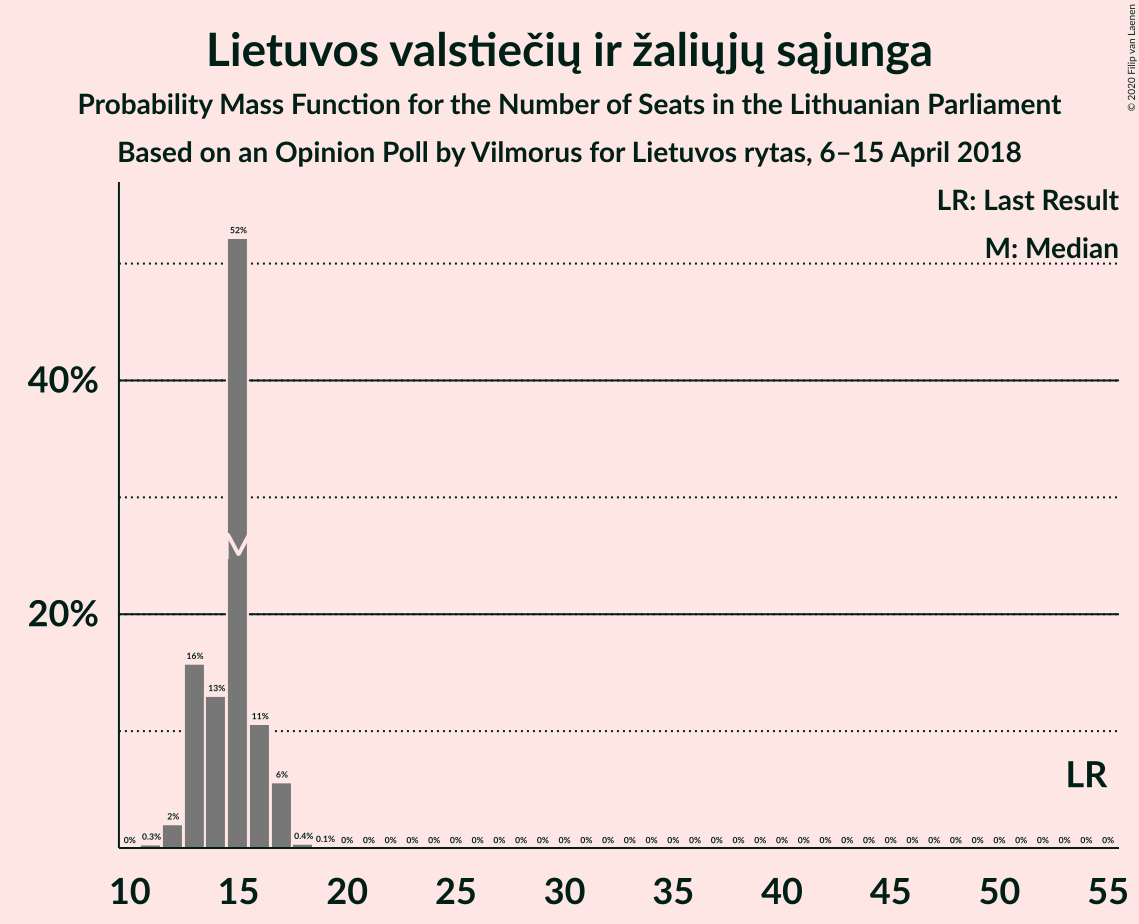 Lietuvos valstiečių ir žaliųjų sąjunga
Probability Mass Function for the Number of Seats in the Lithuanian Parliament
Based on an Opinion Poll by Vilmorus for Lietuvos rytas, 6–15 April 2018
© 2020 Filip van Laenen
LR: Last Result
M: Median
52%
40%
M
20%
16%
13%
11%
LR
6%
2%
0% 0.3% 0.4% 0.1% 0% 0% 0% 0% 0% 0% 0% 0% 0% 0% 0% 0% 0% 0% 0% 0% 0% 0% 0% 0% 0% 0% 0% 0% 0% 0% 0% 0% 0% 0% 0% 0% 0% 0% 0% 0%
10 15 20 25 30 35 40 45 50 55